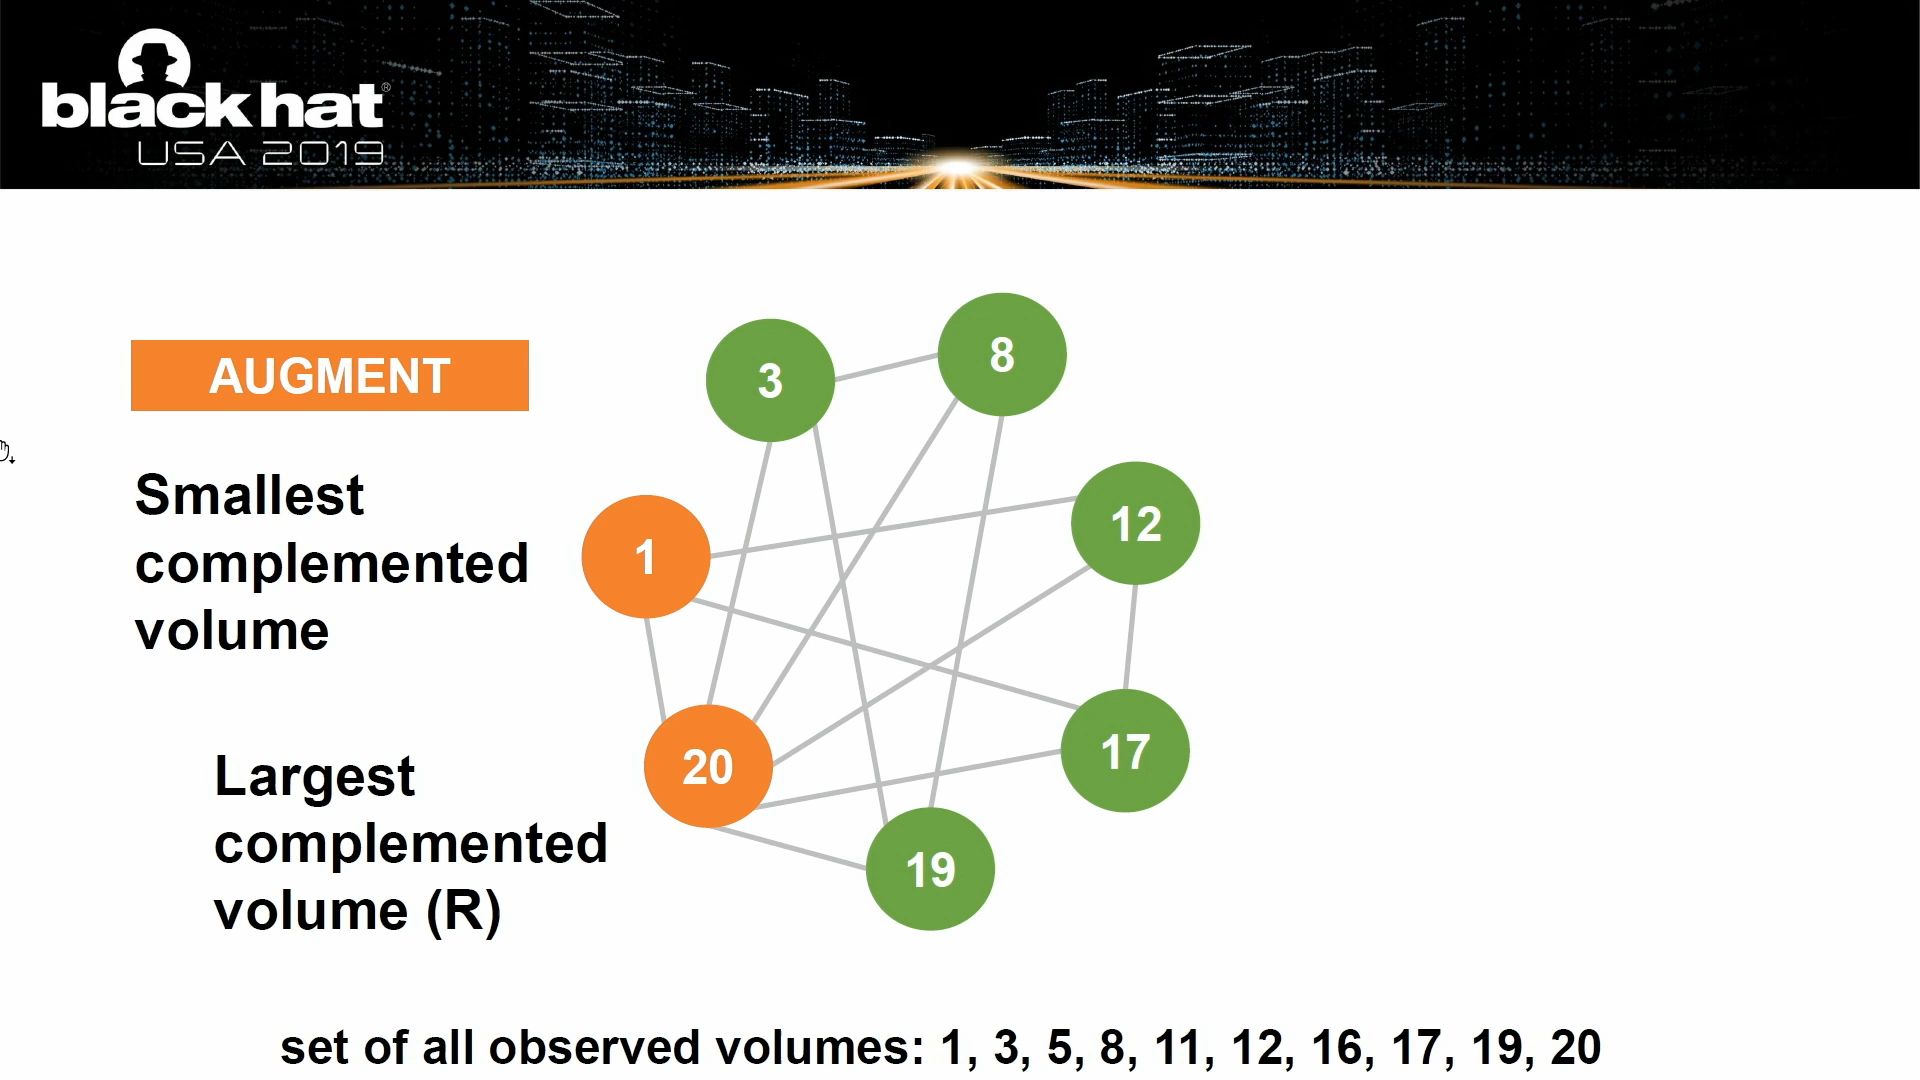 black hat®
USA 2019
AUGMENT
Smallest
complemented
volume
Largest
complemented
volume (R)
3
8
1
12
20
17
19
set of all observed volumes: 1, 3, 5, 8, 11, 12, 16, 17, 19, 20